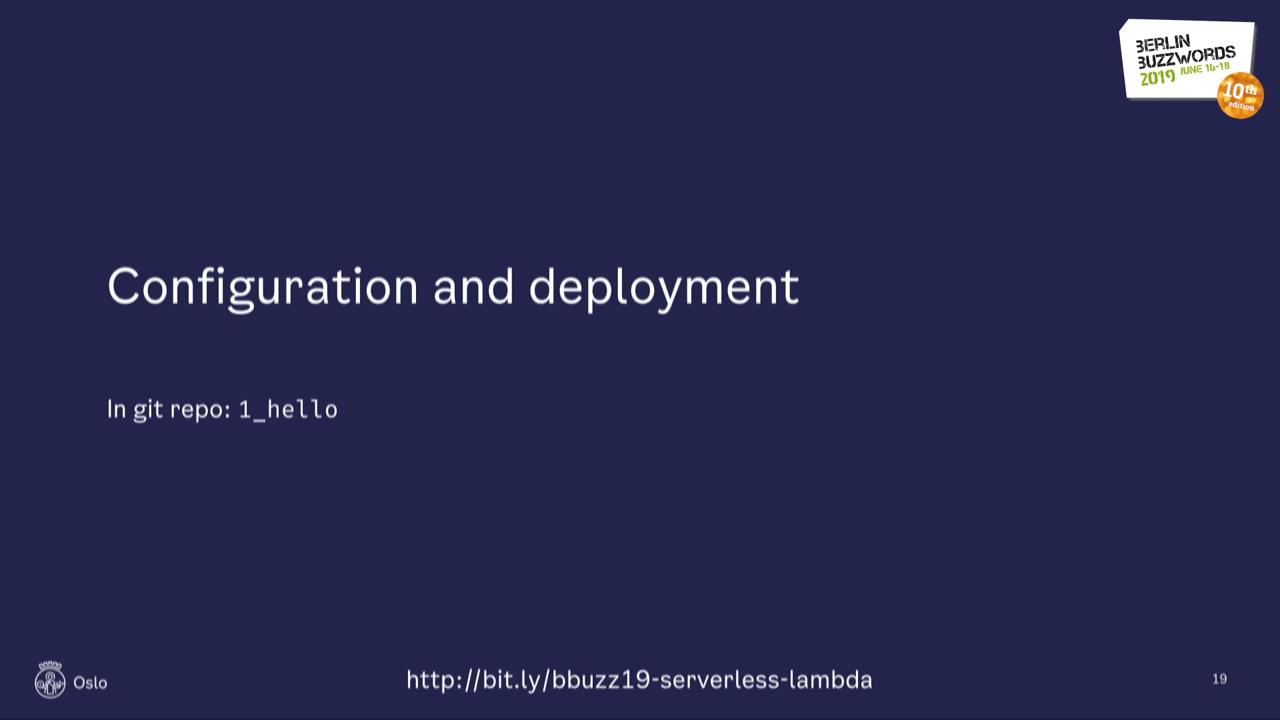 BERLIN
BUZZWORDS
2019 JUNE 16-18
10th
edition
Configuration and deployment
In git repo: 1_hello
Oslo
http://bit.ly/bbuzz19-serverless-lambda
19